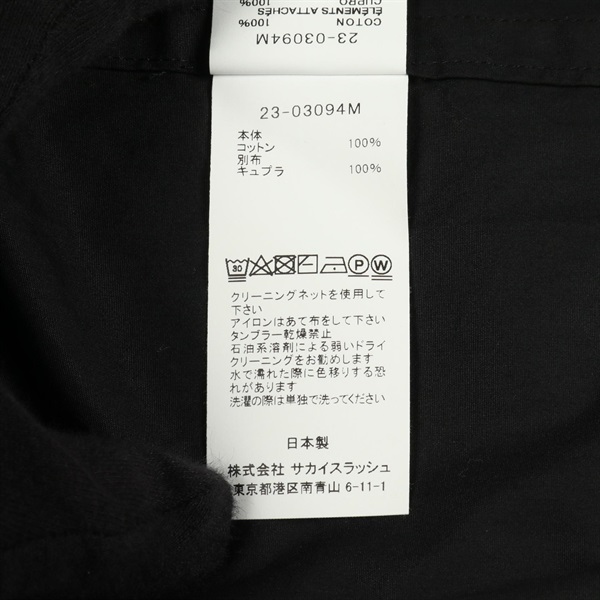 COTON 100%
ÉLÉMENTS ATTACHÉS
CUPRO 100%
23-03094M
23-03094M
本体
コットン 100%
別布
キュプラ 100%
30
P W
クリーニングネットを使用して
下さい
アイロンはあて布をして下さい
タンブラー乾燥禁止
石油系溶剤による弱いドライ
クリーニングをお勧めします
水で濡れた際に色移りする恐
れがあります
洗濯の際は単独で洗ってください
日本製
株式会社 サカイスラッシュ
東京都港区南青山 6-11-1